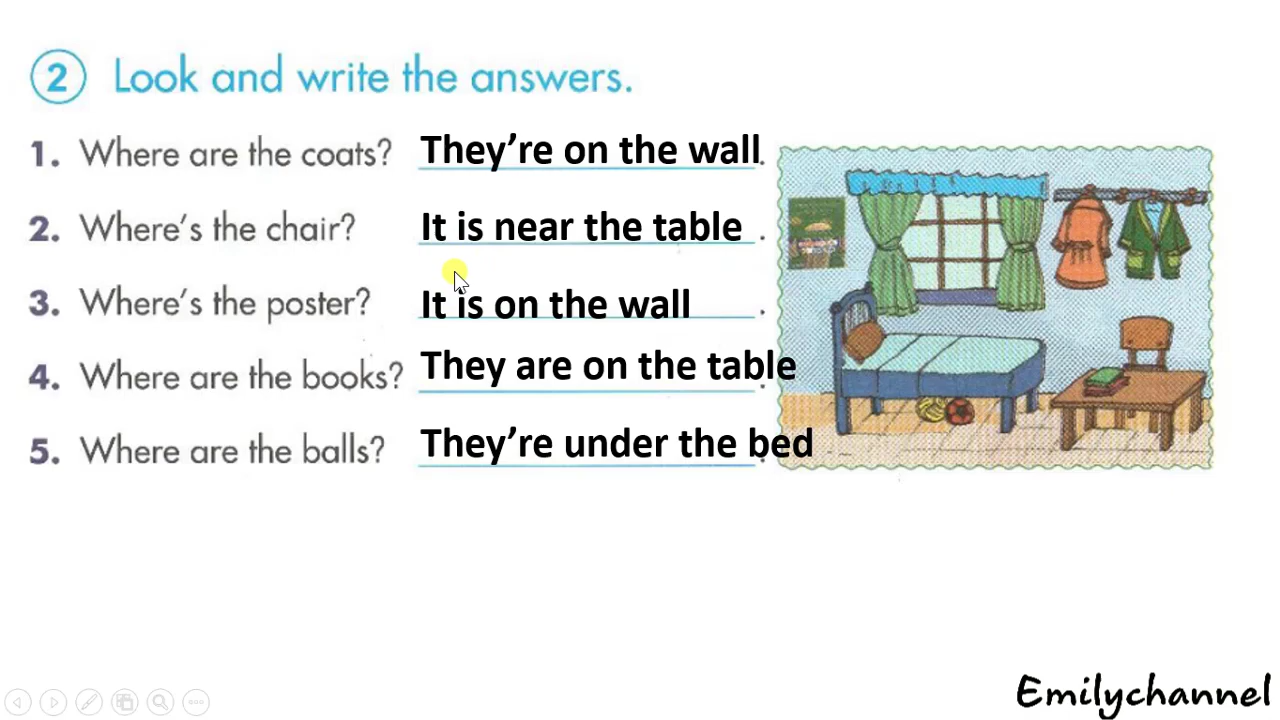 2 Look and write the answers.
1. Where are the coats? They’re on the wall.
2. Where’s the chair? It is near the table.
3. Where’s the poster? It is on the wall.
4. Where are the books? They are on the table.
5. Where are the balls? They’re under the bed.
Emilychannel